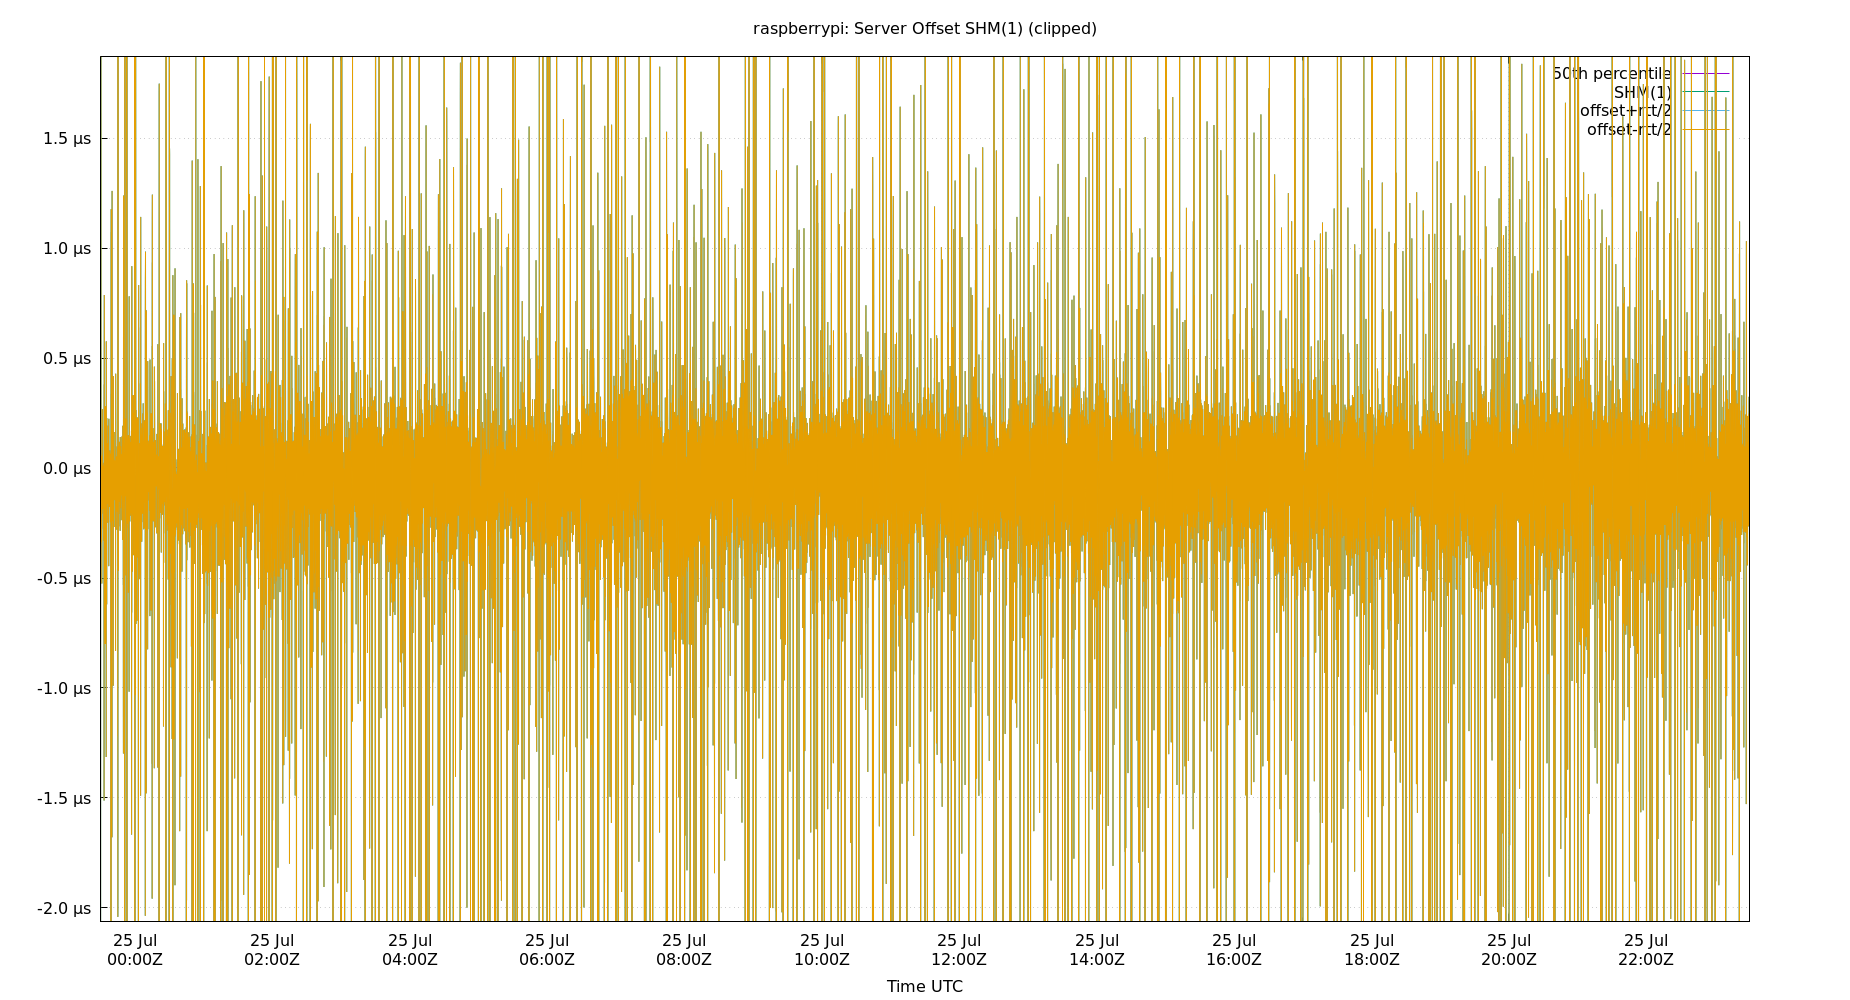 raspberrypi: Server Offset SHM(1) (clipped)
50th percentile
SHM(1)
offset+rtt/2
offset-rtt/2
1.5 µs
1.0 µs
0.5 µs
0.0 µs
-0.5 µs
-1.0 µs
-1.5 µs
-2.0 µs
25 Jul 25 Jul 25 Jul 25 Jul 25 Jul 25 Jul 25 Jul 25 Jul 25 Jul 25 Jul 25 Jul 25 Jul
00:00Z 02:00Z 04:00Z 06:00Z 08:00Z 10:00Z 12:00Z 14:00Z 16:00Z 18:00Z 20:00Z 22:00Z
Time UTC